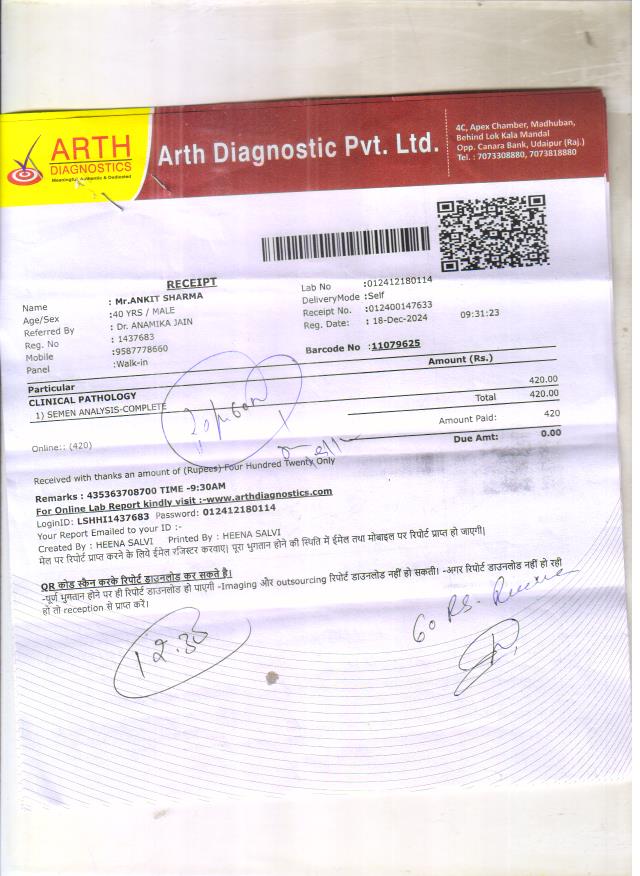 ARTH
DIAGNOSTICS
Meaningful, Authentic & Dedicated
Arth Diagnostic Pvt. Ltd.
4C, Apex Chamber, Madhuban,
Behind Lok Kala Mandal
Opp. Canara Bank, Udaipur (Raj.)
Tel. : 7073308880, 7073818880
RECEIPT
Name : Mr.ANKIT SHARMA
Age/Sex :40 YRS / MALE
Referred By : Dr. ANAMIKA JAIN
Reg. No : 1437683
Mobile :9587778660
Panel :Walk-in
Lab No :012412180114
DeliveryMode :Self
Receipt No. :012400147633
Reg. Date: : 18-Dec-2024 09:31:23
Barcode No :11079625
Particular Amount (Rs.)
CLINICAL PATHOLOGY
1) SEMEN ANALYSIS-COMPLETE 420.00
Total 420.00
Online:: (420) Amount Paid: 420
Due Amt: 0.00
Received with thanks an amount of (Rupees) Four Hundred Twenty Only
Remarks : 435363708700 TIME -9:30AM
For Online Lab Report kindly visit :-www.arthdiagnostics.com
LoginID: LSHHI1437683 Password: 012412180114
Your Report Emailed to your ID :-
Created By : HEENA SALVI Printed By : HEENA SALVI
मेल पर रिपोर्ट प्राप्त करने के लिये ईमेल रजिस्टर करवाए। पूरा भुगतान होने की स्थिति में ईमेल तथा मोबाइल पर रिपोर्ट प्राप्त हो जाएगी।
QR कोड स्कैन करके रिपोर्ट डाउनलोड कर सकते है।
-पूर्ण भुगतान होने पर ही रिपोर्ट डाउनलोड हो पाएगी -Imaging और outsourcing रिपोर्ट डाउनलोड नहीं हो सकती। -अगर रिपोर्ट डाउनलोड नहीं हो रही
हो तो reception से प्राप्त करें।
60 RS.
12.30